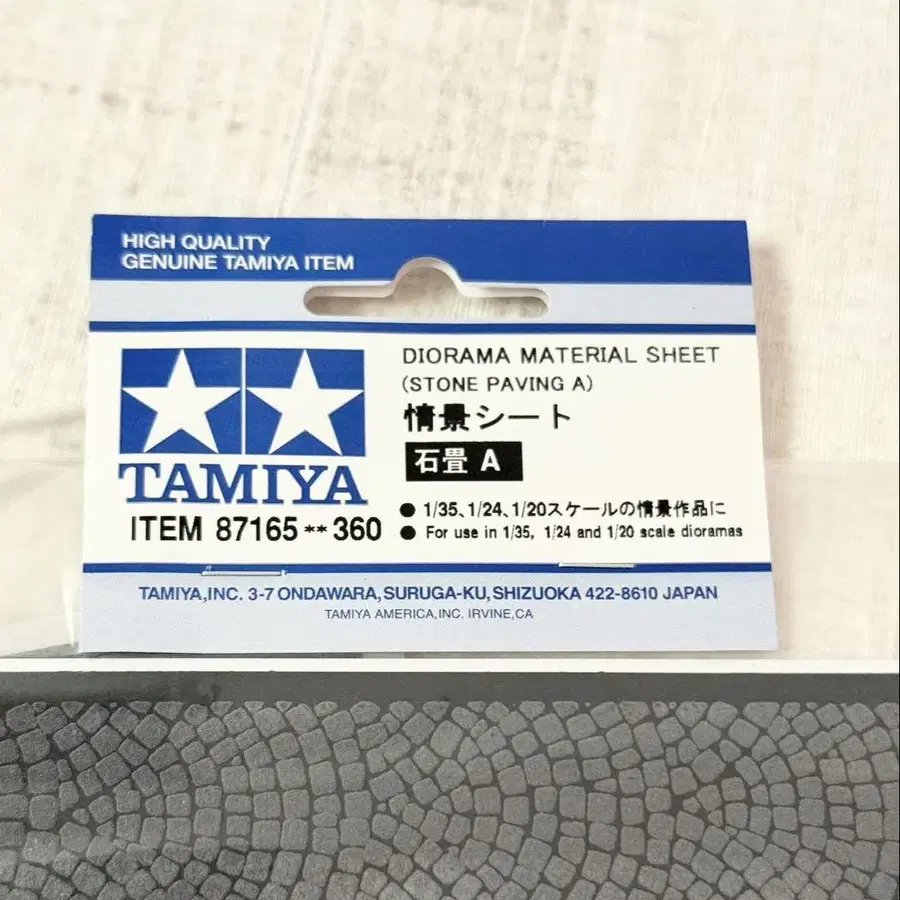 HIGH QUALITY
GENUINE TAMIYA ITEM
TAMIYA
ITEM 87165** 360
DIORAMA MATERIAL SHEET
(STONE PAVING A)
情景シート
石畳 A
● 1/35、1/24、1/20スケールの情景作品に
● For use in 1/35, 1/24 and 1/20 scale dioramas
TAMIYA,INC. 3-7 ONDAWARA, SURUGA-KU, SHIZUOKA 422-8610 JAPAN
TAMIYA AMERICA,INC. IRVINE,CA